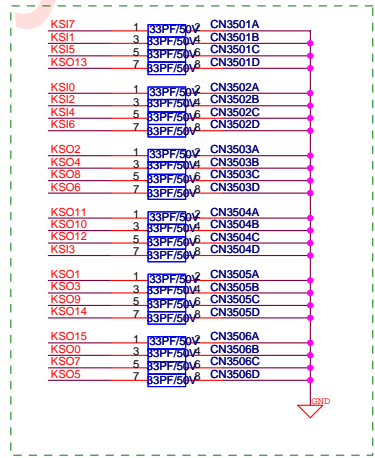 KSI7 1 33PF/50V 2 CN3501A
KSI1 3 33PF/50V 4 CN3501B
KSI5 5 33PF/50V 6 CN3501C
KSO13 7 33PF/50V 8 CN3501D
KSI0 1 33PF/50V 2 CN3502A
KSI2 3 33PF/50V 4 CN3502B
KSI4 5 33PF/50V 6 CN3502C
KSI6 7 33PF/50V 8 CN3502D
KSO2 1 33PF/50V 2 CN3503A
KSO4 3 33PF/50V 4 CN3503B
KSO8 5 33PF/50V 6 CN3503C
KSO6 7 33PF/50V 8 CN3503D
KSO11 1 33PF/50V 2 CN3504A
KSO10 3 33PF/50V 4 CN3504B
KSO12 5 33PF/50V 6 CN3504C
KSI3 7 33PF/50V 8 CN3504D
KSO1 1 33PF/50V 2 CN3505A
KSO3 3 33PF/50V 4 CN3505B
KSO9 5 33PF/50V 6 CN3505C
KSO14 7 33PF/50V 8 CN3505D
KSO15 1 33PF/50V 2 CN3506A
KSO0 3 33PF/50V 4 CN3506B
KSO7 5 33PF/50V 6 CN3506C
KSO5 7 33PF/50V 8 CN3506D
GND